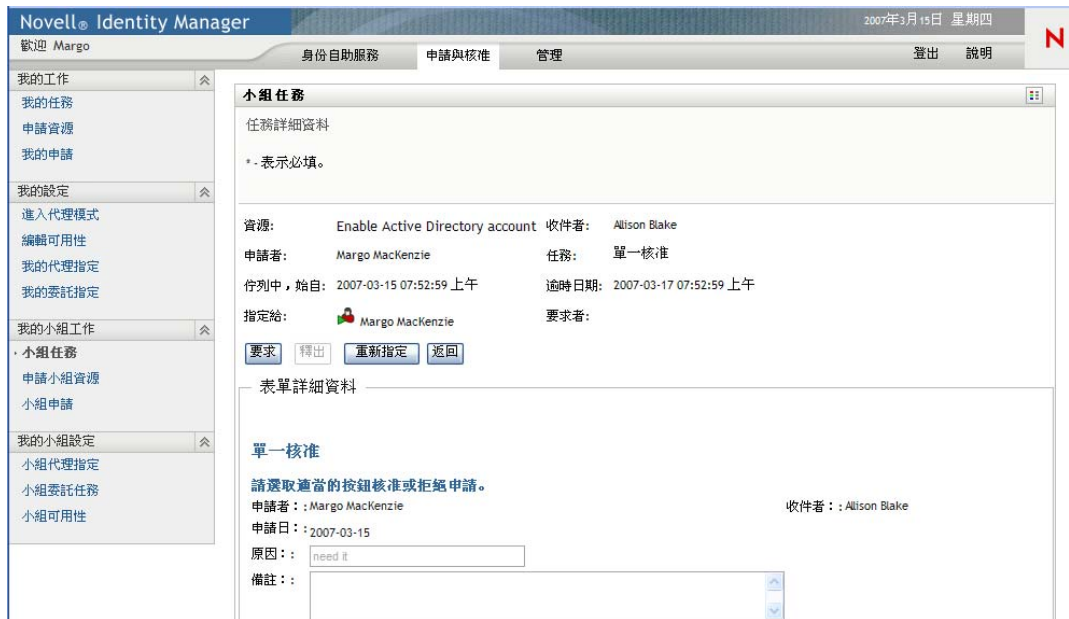 Novell® Identity Manager
2007年3月15日 星期四
歡迎 Margo
身份自助服務 申請與核准 管理 登出 說明
N
我的工作
我的任務
申請資源
我的申請
我的設定
進入代理模式
編輯可用性
我的代理指定
我的委託指定
我的小組工作
小組任務
申請小組資源
小組申請
我的小組設定
小組代理指定
小組委託任務
小組可用性
小組任務
任務詳細資料
* - 表示必填。
資源: Enable Active Directory account 收件者: Allison Blake
申請者: Margo MacKenzie 任務: 單一核准
佇列中，始自: 2007-03-15 07:52:59 上午 逾時日期: 2007-03-17 07:52:59 上午
指定給: Margo MacKenzie 要求者:
要求 釋出 重新指定 返回
表單詳細資料
單一核准
請選取適當的按鈕核准或拒絕申請。
申請者：: Margo MacKenzie 收件者：: Allison Blake
申請日：: 2007-03-15
原因：: need it
備註：: